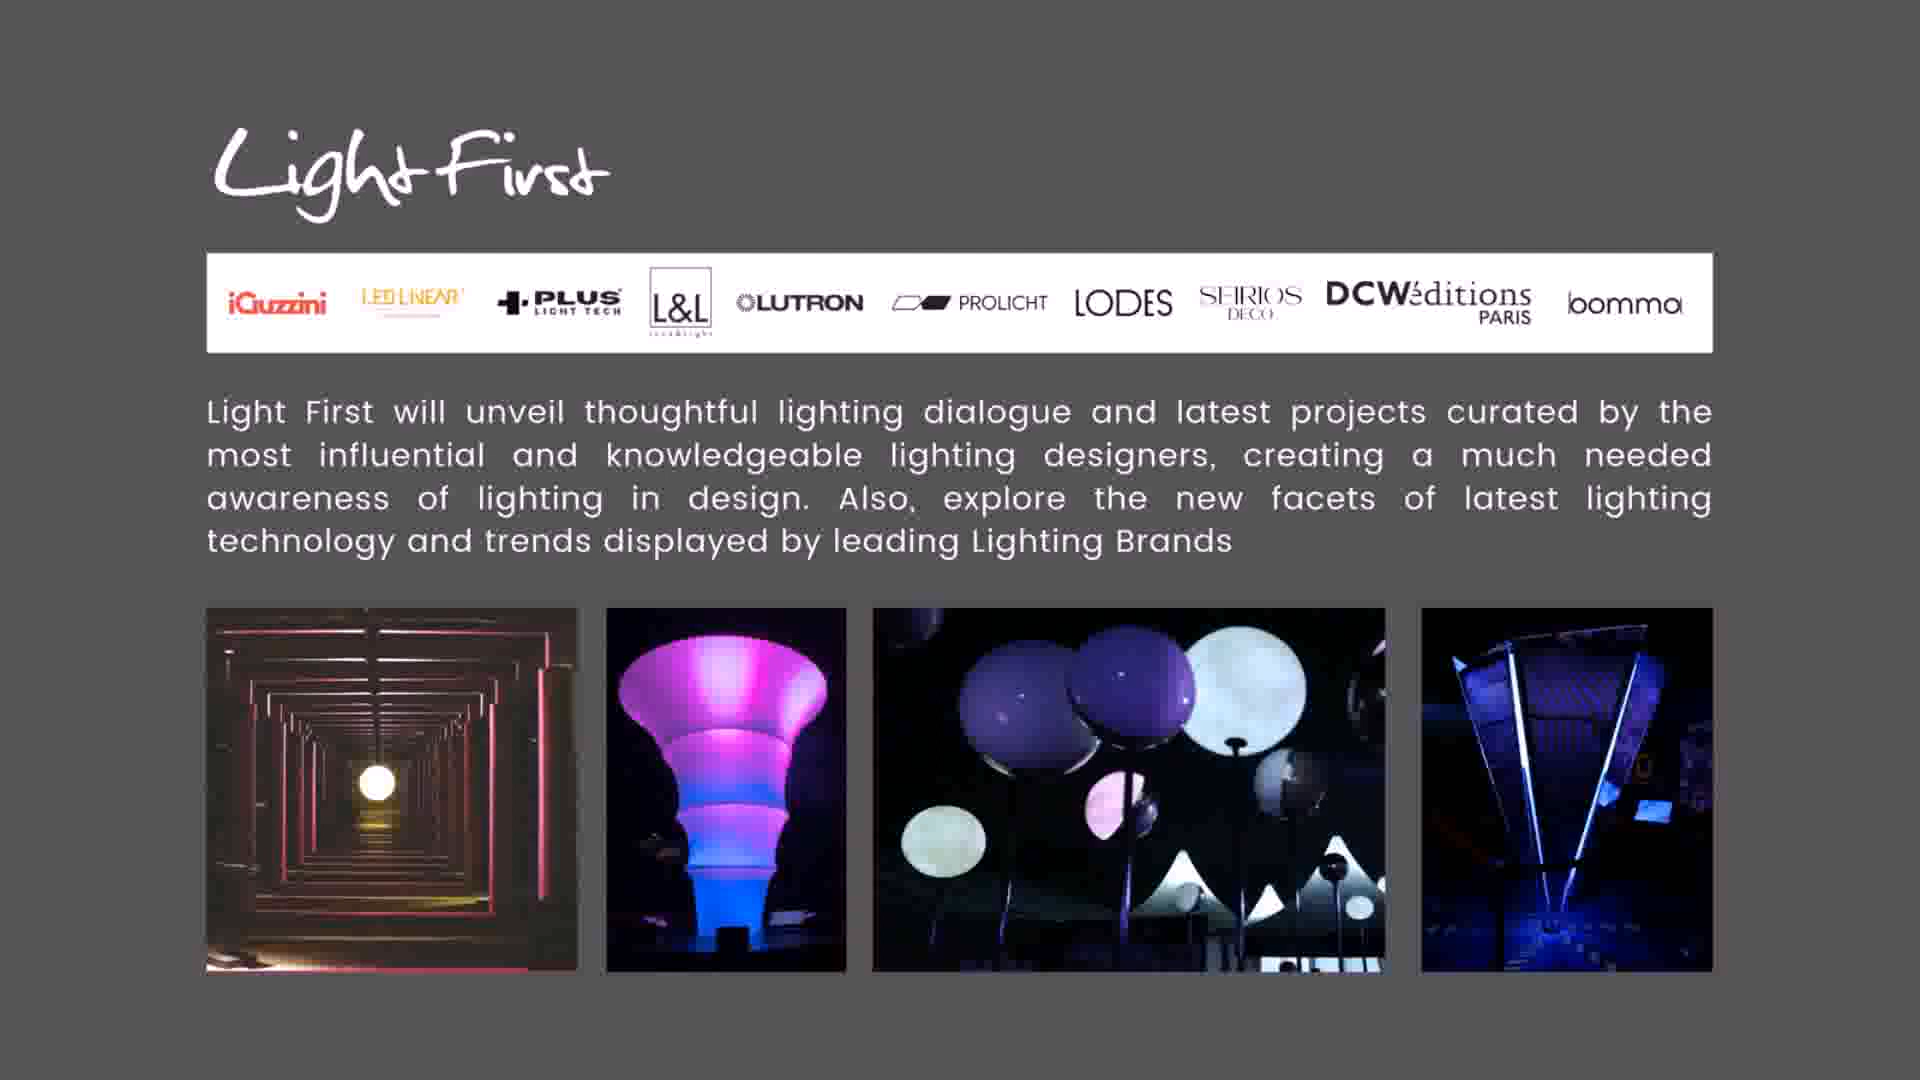 Light First
iGuzzini
LED LINEAR
PLUS
LIGHT TECH
L&L
LUTRON
PROLICHT
LODES
SEIRIOS
DECO
DCWéditions
PARIS
bomma
Light First will unveil thoughtful lighting dialogue and latest projects curated by the
most influential and knowledgeable lighting designers, creating a much needed
awareness of lighting in design. Also, explore the new facets of latest lighting
technology and trends displayed by leading Lighting Brands